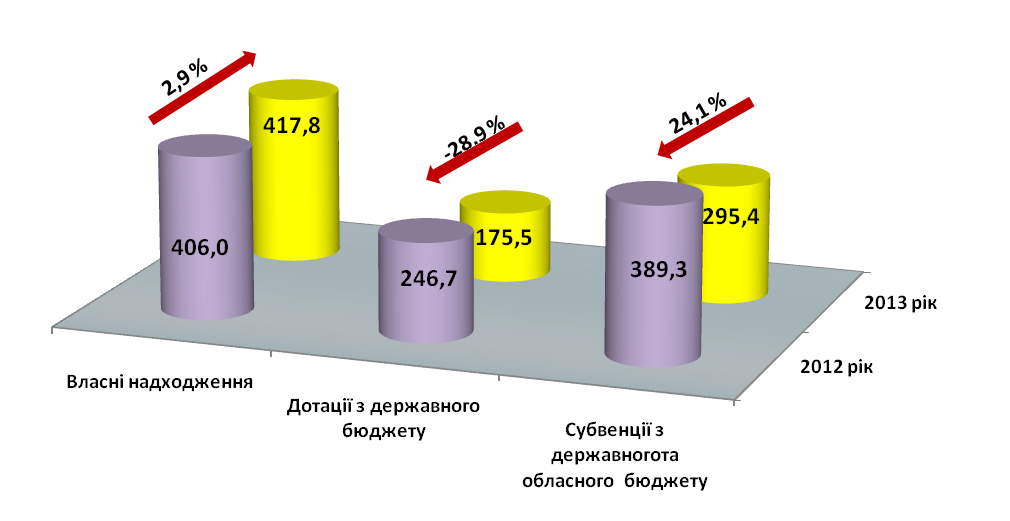 2,9%
417,8
406,0
-28,9%
175,5
246,7
24,1%
295,4
389,3
2013 рік
2012 рік
Власні надходження
Дотації з державного
бюджету
Субвенції з
державногота
обласного бюджету